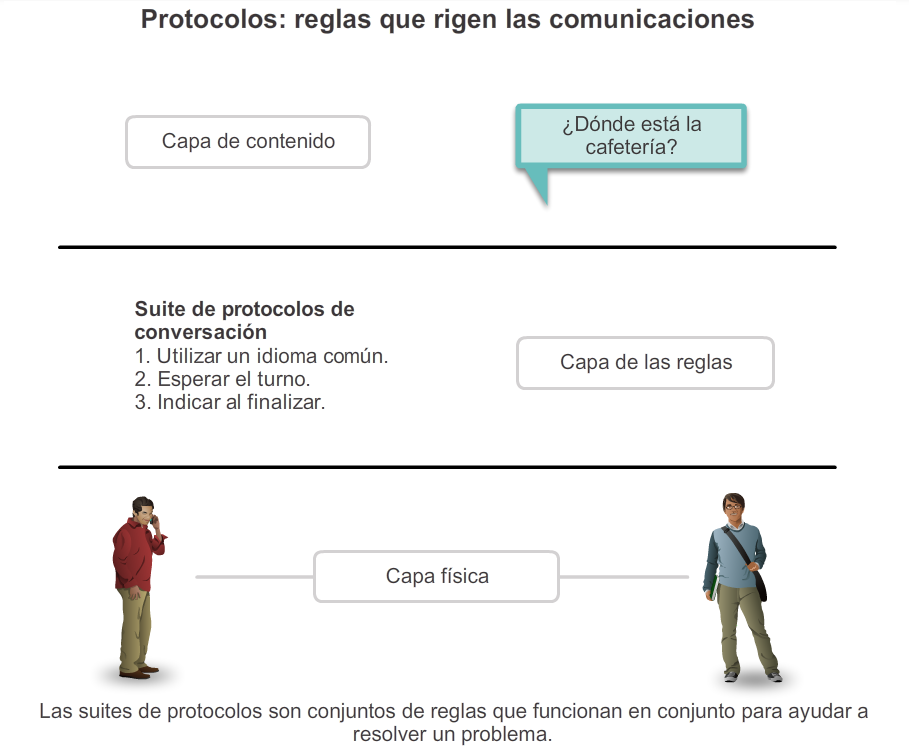 Protocolos: reglas que rigen las comunicaciones
Capa de contenido
¿Dónde está la
cafetería?
Suite de protocolos de
conversación
1. Utilizar un idioma común.
2. Esperar el turno.
3. Indicar al finalizar.
Capa de las reglas
Capa física
Las suites de protocolos son conjuntos de reglas que funcionan en conjunto para ayudar a
resolver un problema.